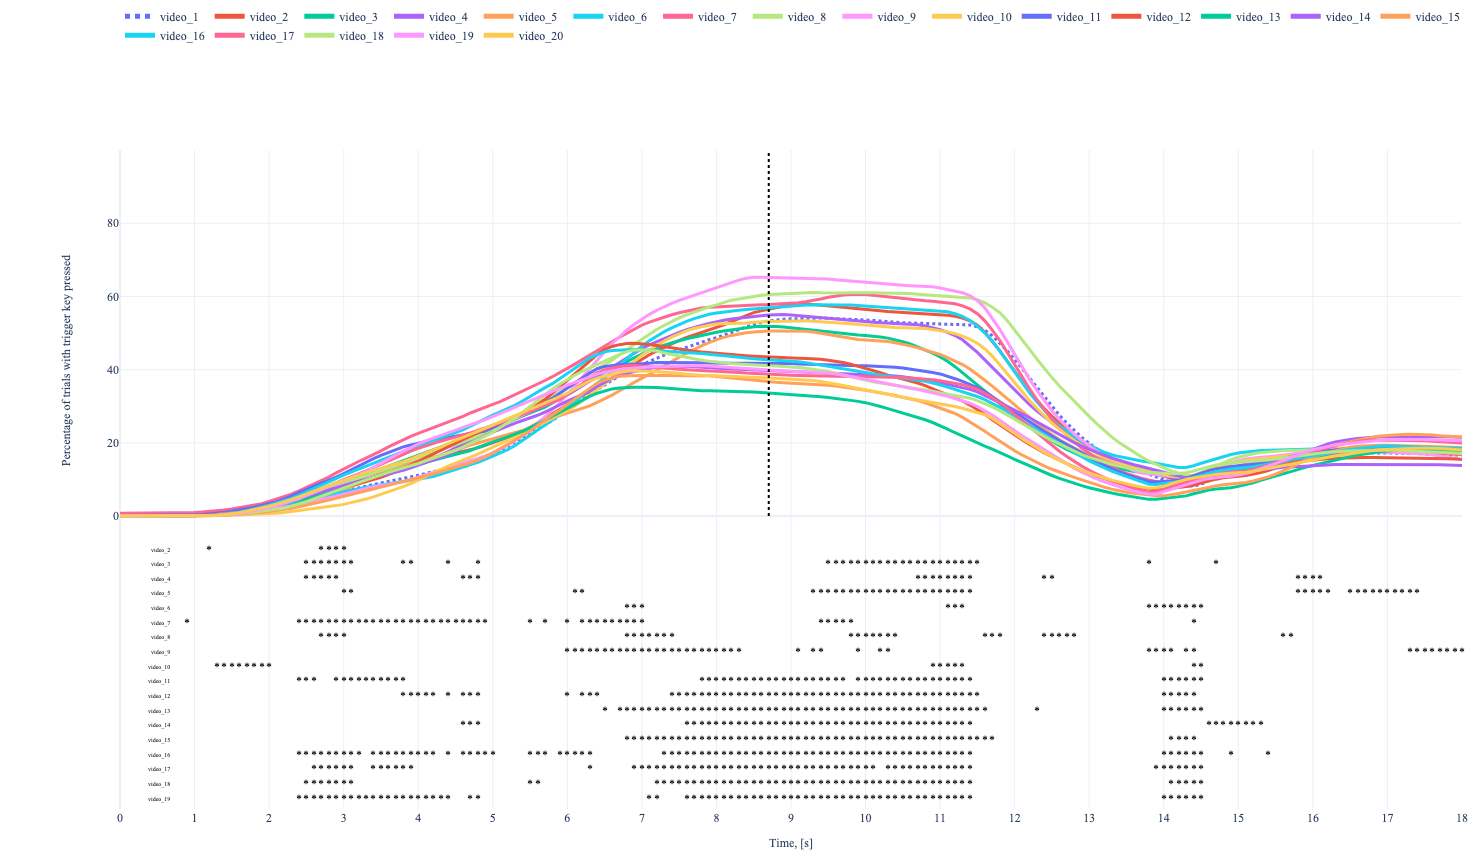 video_1 video_2 video_3 video_4 video_5 video_6 video_7 video_8 video_9 video_10 video_11 video_12 video_13 video_14 video_15
video_16 video_17 video_18 video_19 video_20
80
60
40
20
0
Percentage of trials with trigger key pressed
video_2
video_3
video_4
video_5
video_6
video_7
video_8
video_9
video_10
video_11
video_12
video_13
video_14
video_15
video_16
video_17
video_18
video_19
0 1 2 3 4 5 6 7 8 9 10 11 12 13 14 15 16 17 18
Time, [s]